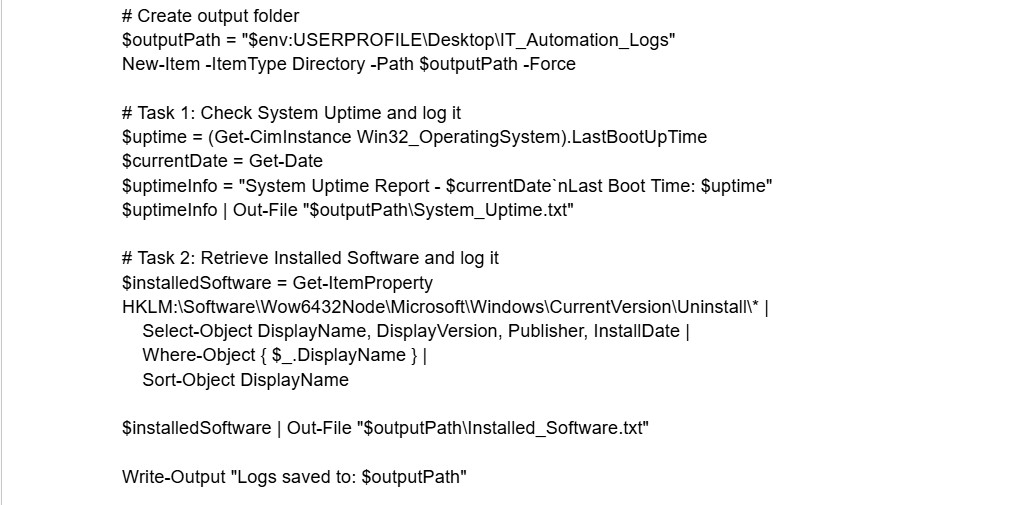 # Create output folder
$outputPath = "$env:USERPROFILE\Desktop\IT_Automation_Logs"
New-Item -ItemType Directory -Path $outputPath -Force
# Task 1: Check System Uptime and log it
$uptime = (Get-CimInstance Win32_OperatingSystem).LastBootUpTime
$currentDate = Get-Date
$uptimeInfo = "System Uptime Report - $currentDate`nLast Boot Time: $uptime"
$uptimeInfo | Out-File "$outputPath\System_Uptime.txt"
# Task 2: Retrieve Installed Software and log it
$installedSoftware = Get-ItemProperty
HKLM:\Software\Wow6432Node\Microsoft\Windows\CurrentVersion\Uninstall\* |
Select-Object DisplayName, DisplayVersion, Publisher, InstallDate |
Where-Object { $_.DisplayName } |
Sort-Object DisplayName
$installedSoftware | Out-File "$outputPath\Installed_Software.txt"
Write-Output "Logs saved to: $outputPath"